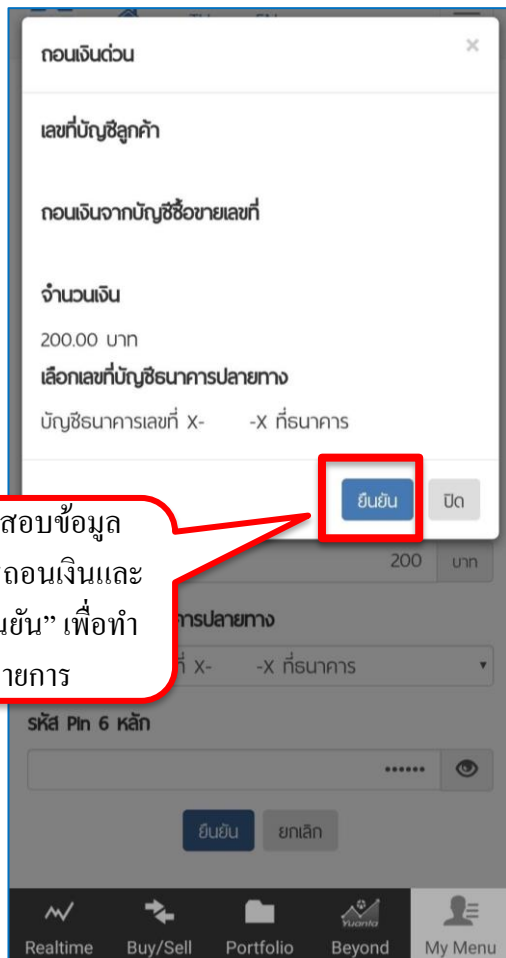 ถอนเงินด่วน ×
เลขที่บัญชีลูกค้า
ถอนเงินจากบัญชีซื้อขายเลขที่
จำนวนเงิน
200.00 บาท
เลือกเลขที่บัญชีธนาคารปลายทาง
บัญชีธนาคารเลขที่ X- -X ที่ธนาคาร
ยืนยัน ปิด
สอบข้อมูล
ถอนเงินและ
นยัน” เพื่อทำ
ายการ
200 บาท
ารปลายทาง
ที่ X- -X ที่ธนาคาร
รหัส Pin 6 หลัก
••••••
ยืนยัน ยกเลิก
Yuanta
Realtime Buy/Sell Portfolio Beyond My Menu